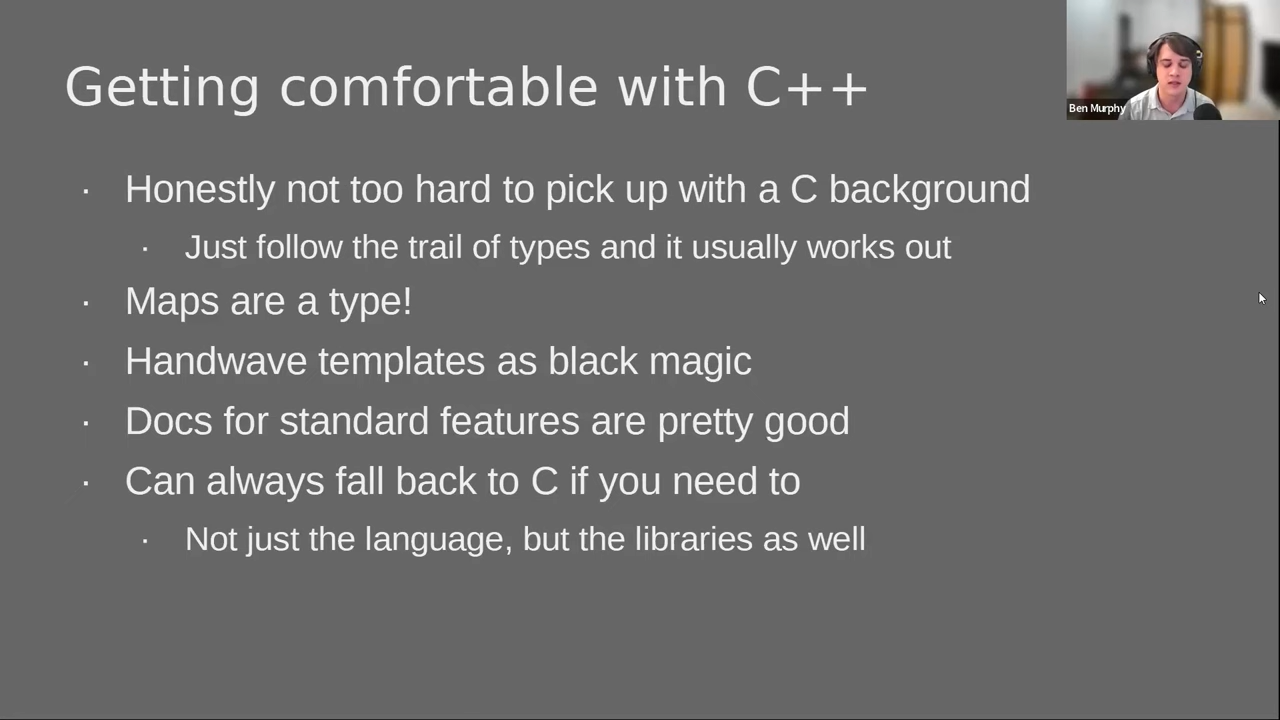 Getting comfortable with C++
Ben Murphy
· Honestly not too hard to pick up with a C background
· Just follow the trail of types and it usually works out
· Maps are a type!
· Handwave templates as black magic
· Docs for standard features are pretty good
· Can always fall back to C if you need to
· Not just the language, but the libraries as well